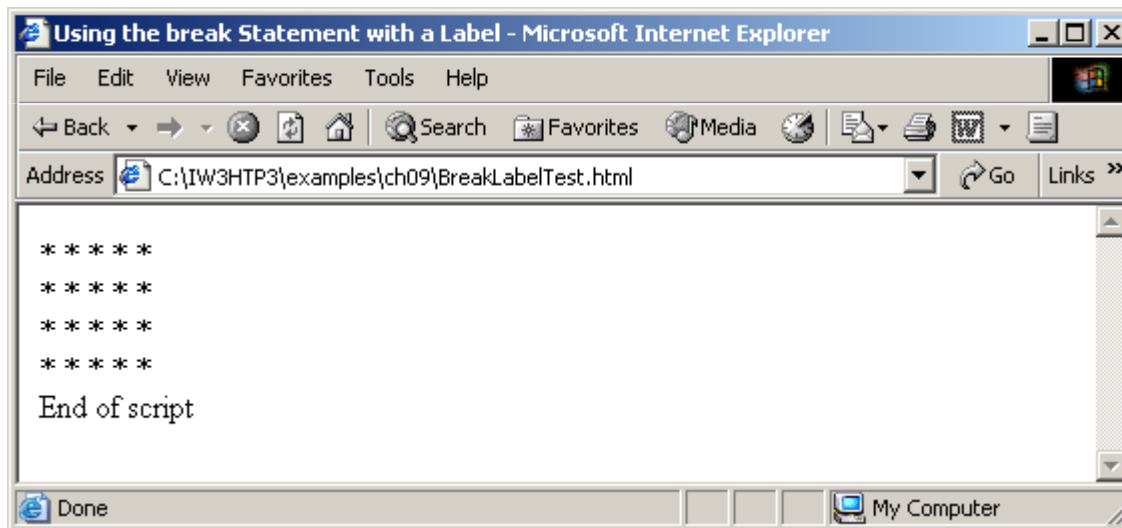 Using the break Statement with a Label - Microsoft Internet Explorer
File Edit View Favorites Tools Help
Back Search Favorites Media W
Address C:\IW3HTP3\examples\ch09\BreakLabelTest.html Go Links »
* * * * *
* * * * *
* * * * *
* * * * *
End of script
Done My Computer